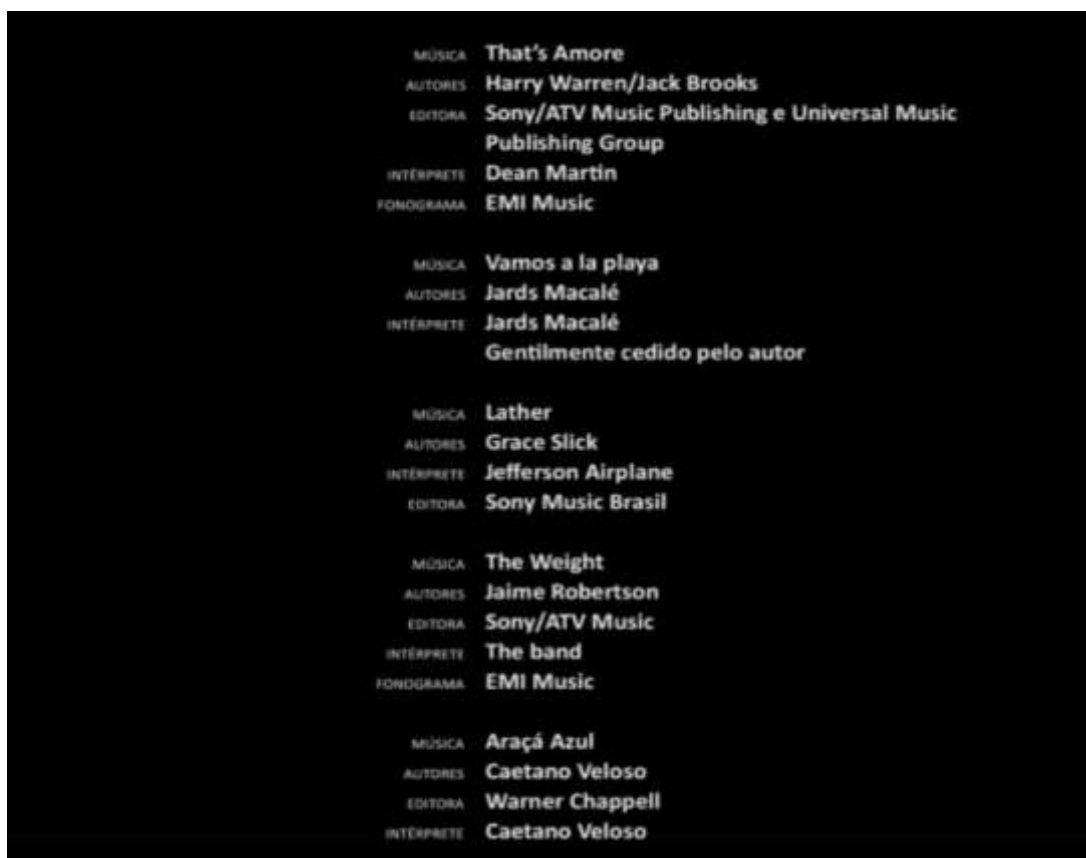 MÚSICA That's Amore
AUTORES Harry Warren/Jack Brooks
EDITORA Sony/ATV Music Publishing e Universal Music
Publishing Group
INTÉRPRETE Dean Martin
FONOGRAMA EMI Music
MÚSICA Vamos a la playa
AUTORES Jards Macalé
INTÉRPRETE Jards Macalé
Gentilmente cedido pelo autor
MÚSICA Lather
AUTORES Grace Slick
INTÉRPRETE Jefferson Airplane
EDITORA Sony Music Brasil
MÚSICA The Weight
AUTORES Jaime Robertson
EDITORA Sony/ATV Music
INTÉRPRETE The band
FONOGRAMA EMI Music
MÚSICA Araçá Azul
AUTORES Caetano Veloso
EDITORA Warner Chappell
INTÉRPRETE Caetano Veloso